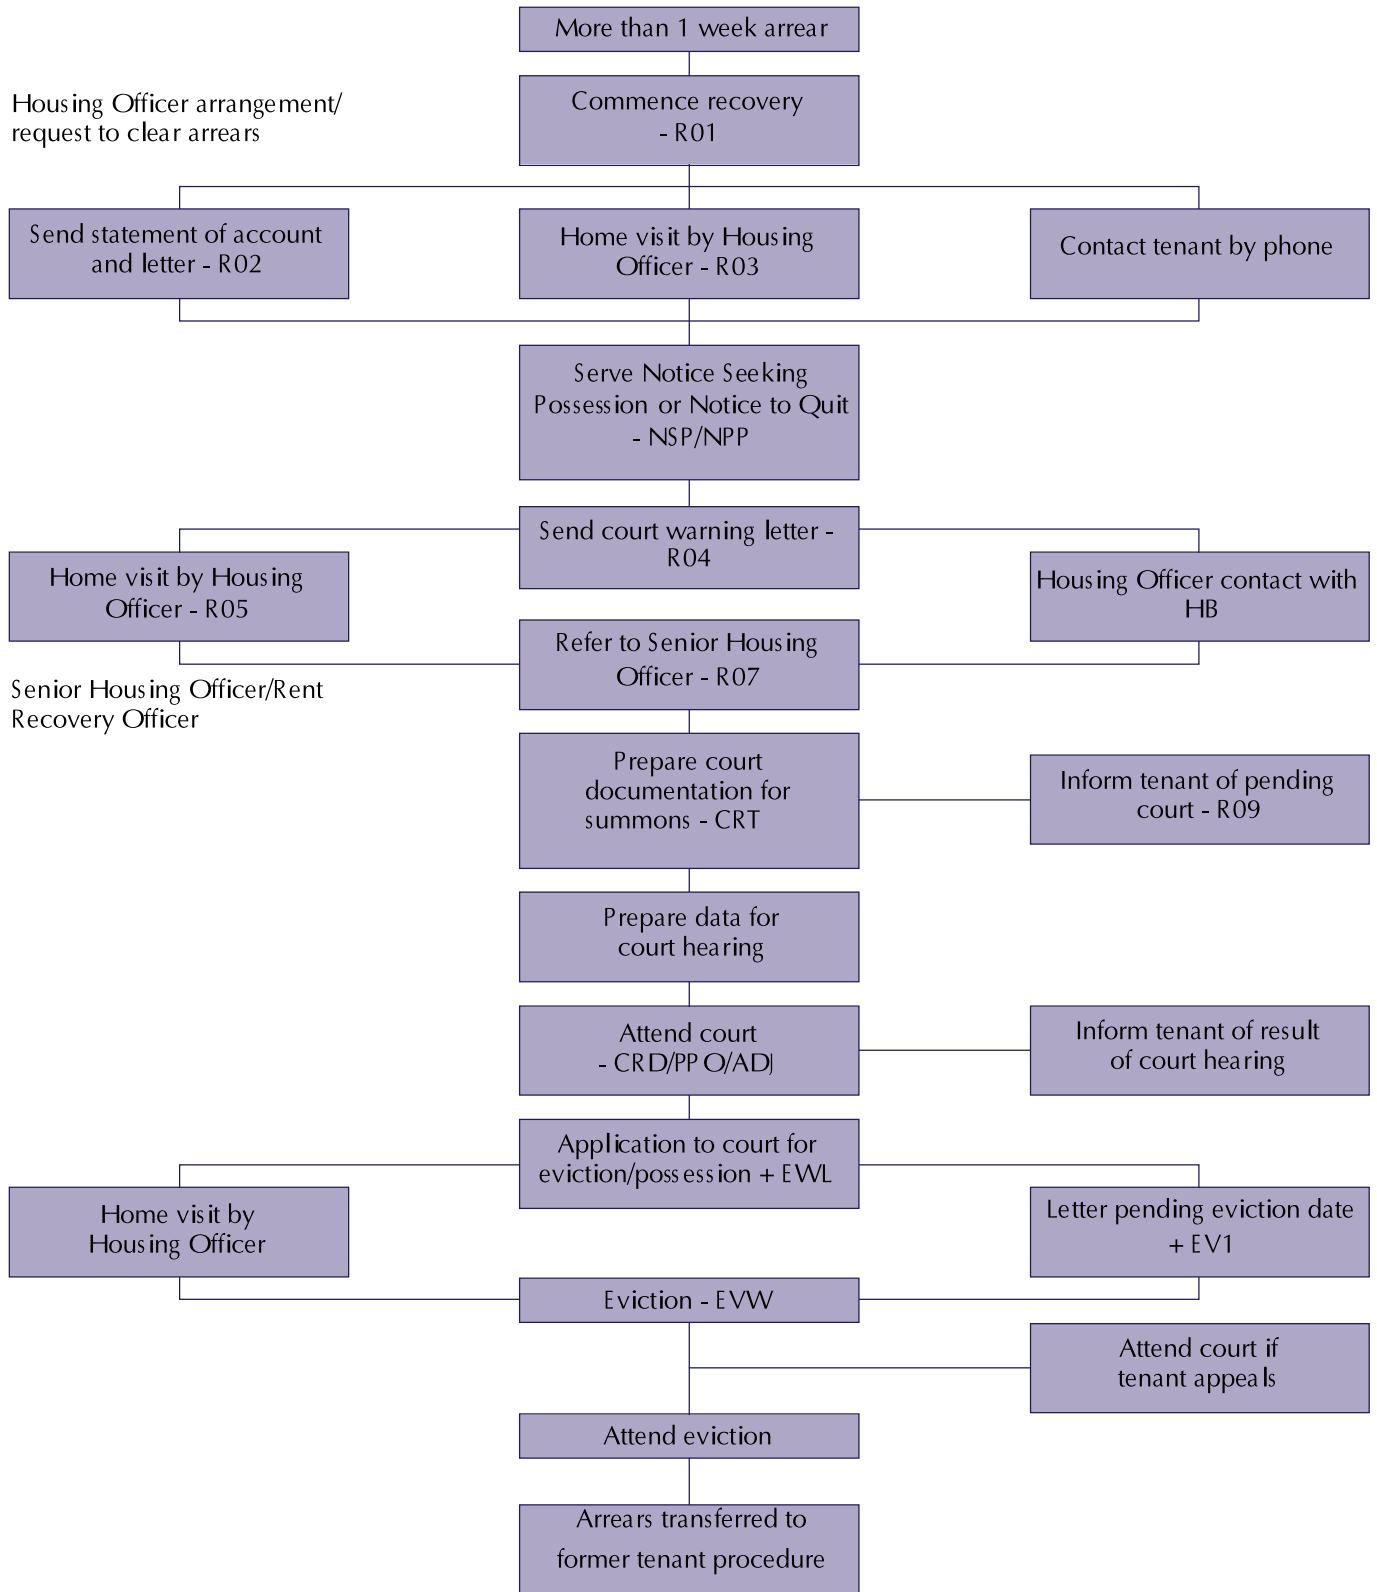 More than 1 week arrear
Housing Officer arrangement/
request to clear arrears
Commence recovery
- R01
Send statement of account
and letter - R02
Home visit by Housing
Officer - R03
Contact tenant by phone
Serve Notice Seeking
Possession or Notice to Quit
- NSP/NPP
Send court warning letter -
R04
Home visit by Housing
Officer - R05
Housing Officer contact with
HB
Refer to Senior Housing
Officer - R07
Senior Housing Officer/Rent
Recovery Officer
Prepare court
documentation for
summons - CRT
Inform tenant of pending
court - R09
Prepare data for
court hearing
Attend court
- CRD/PPO/ADJ
Inform tenant of result
of court hearing
Application to court for
eviction/possession + EWL
Home visit by
Housing Officer
Letter pending eviction date
+ EV1
Eviction - EVW
Attend court if
tenant appeals
Attend eviction
Arrears transferred to
former tenant procedure